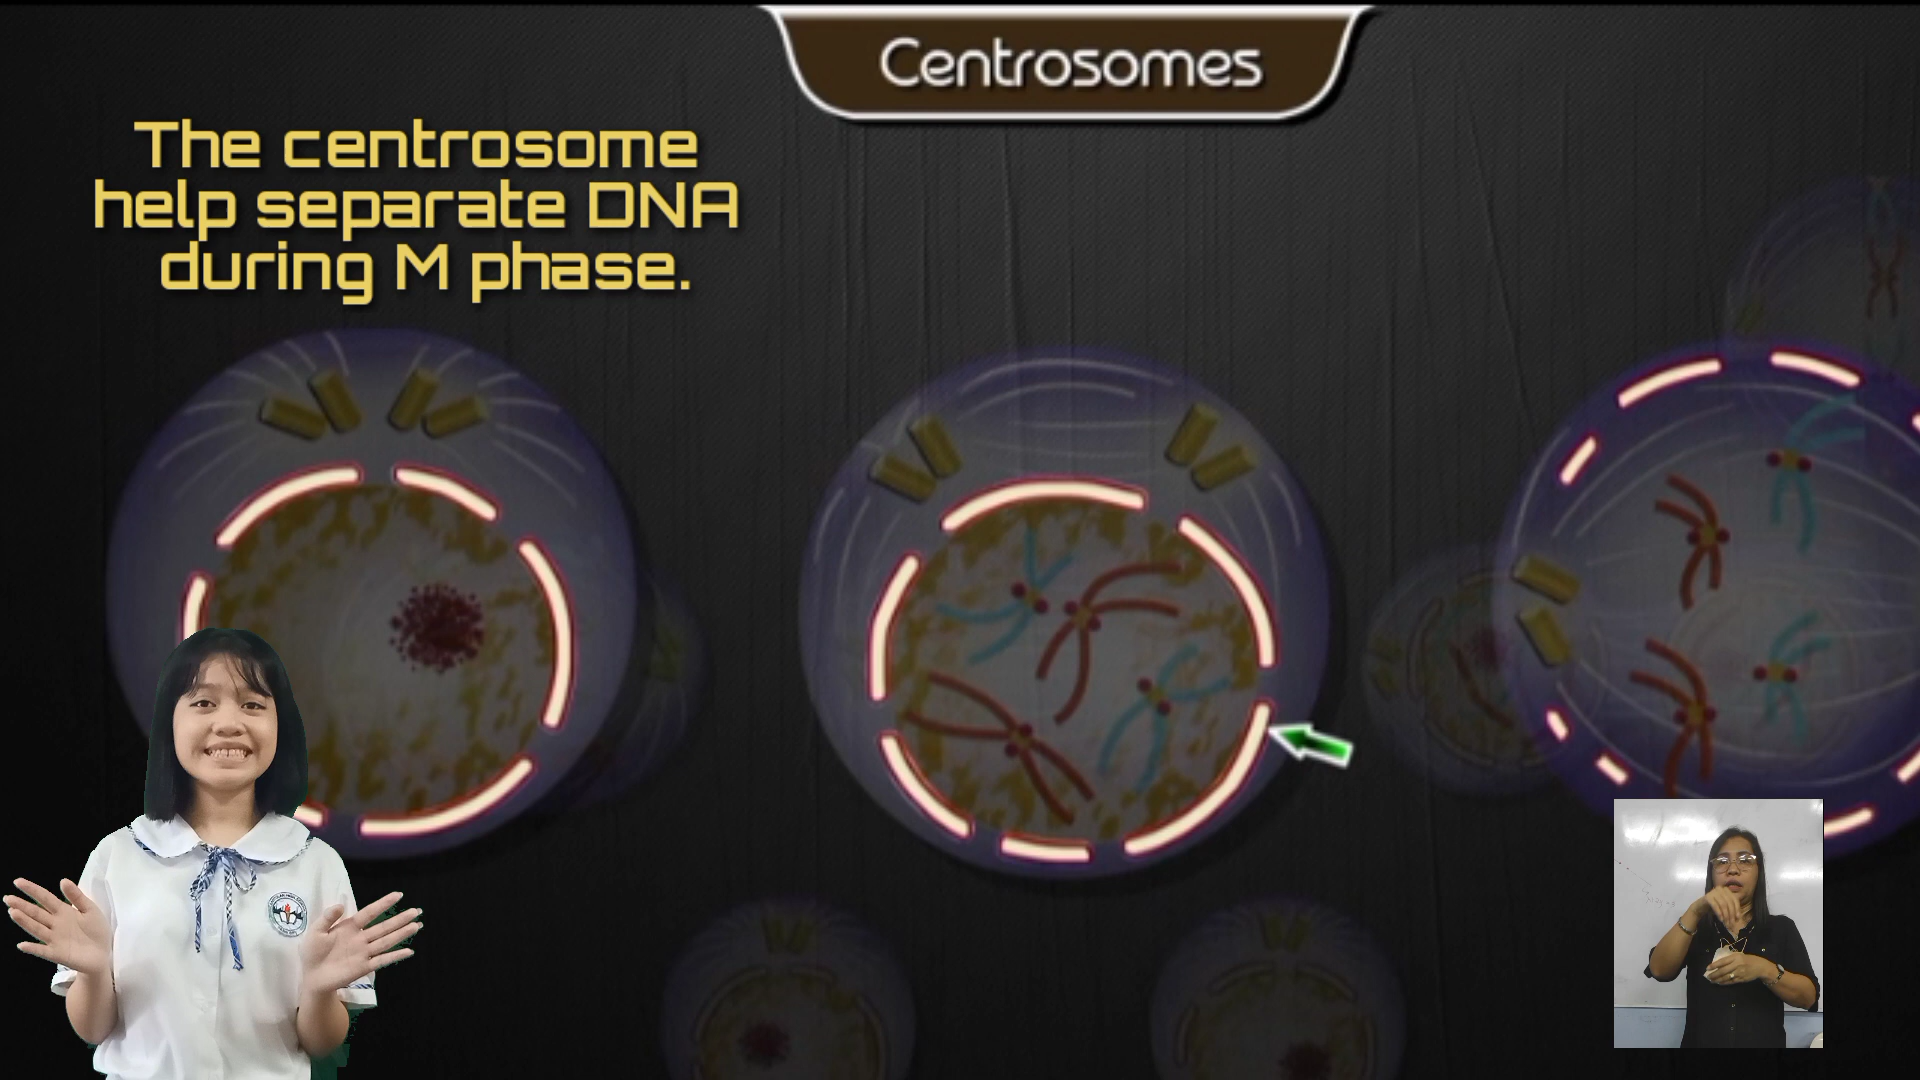 Centrosomes
The centrosome
help separate DNA
during M phase.